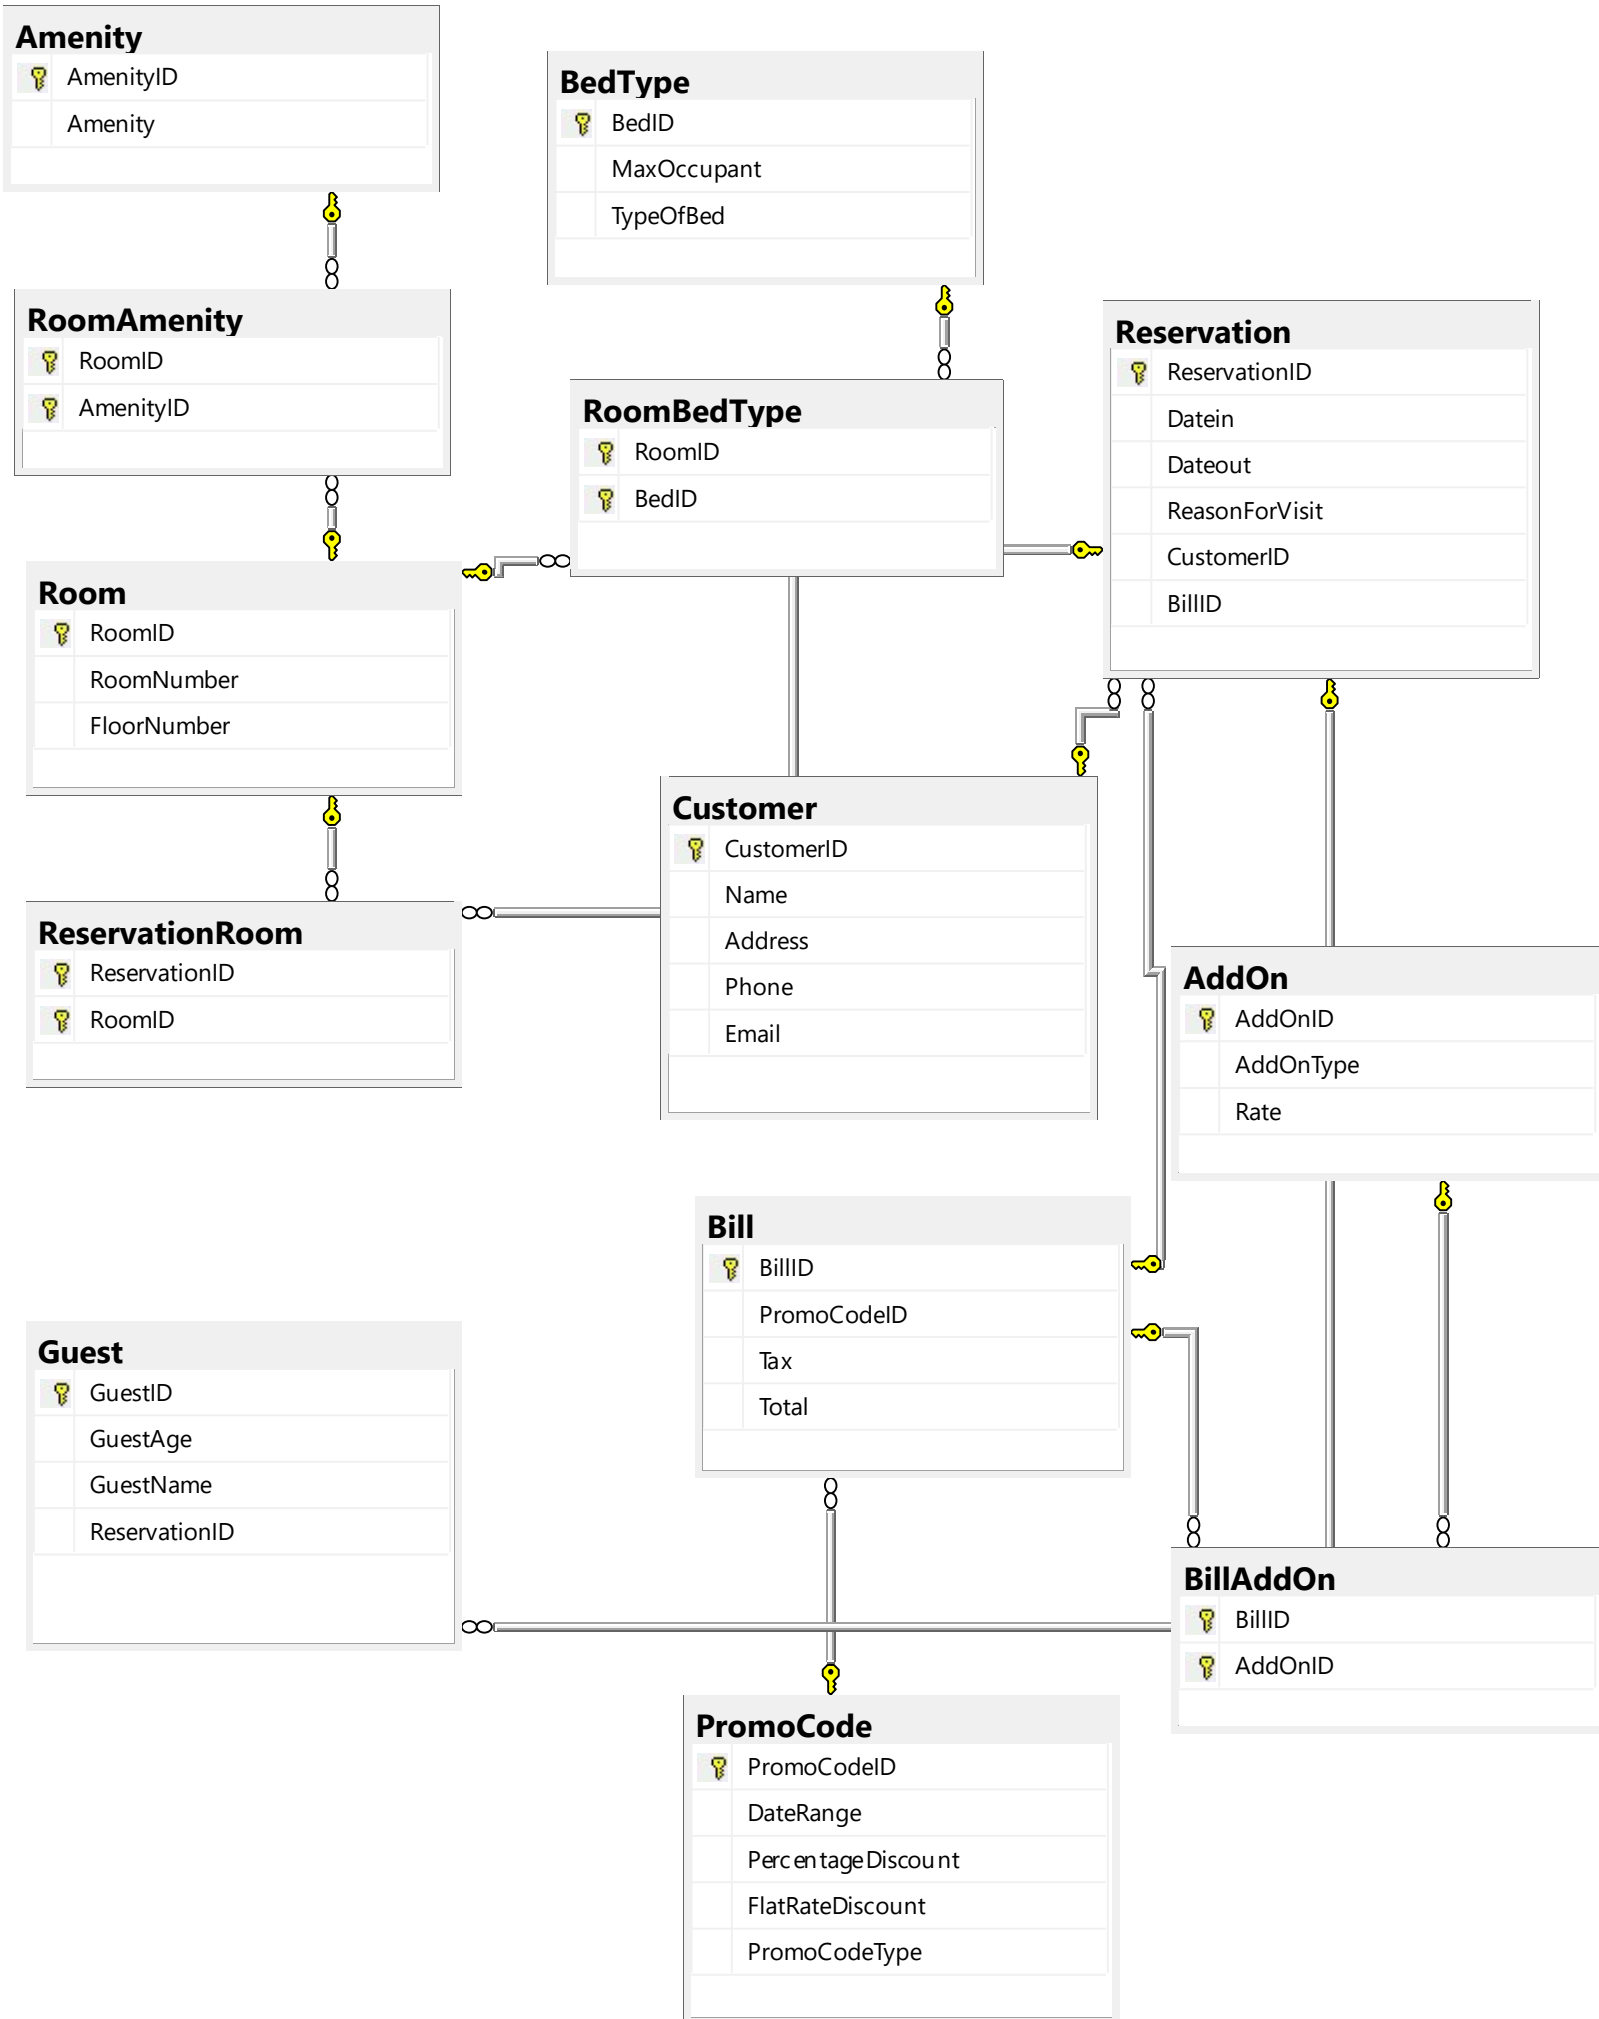 Amenity
AmenityID
Amenity
BedType
BedID
MaxOccupant
TypeOfBed
RoomAmenity
RoomID
AmenityID
Reservation
ReservationID
Datein
Dateout
ReasonForVisit
CustomerID
BillID
RoomBedType
RoomID
BedID
Room
RoomID
RoomNumber
FloorNumber
Customer
CustomerID
Name
Address
Phone
Email
ReservationRoom
ReservationID
RoomID
AddOn
AddOnID
AddOnType
Rate
Bill
BillID
PromoCodeID
Tax
Total
Guest
GuestID
GuestAge
GuestName
ReservationID
BillAddOn
BillID
AddOnID
PromoCode
PromoCodeID
DateRange
PercentageDiscount
FlatRateDiscount
PromoCodeType